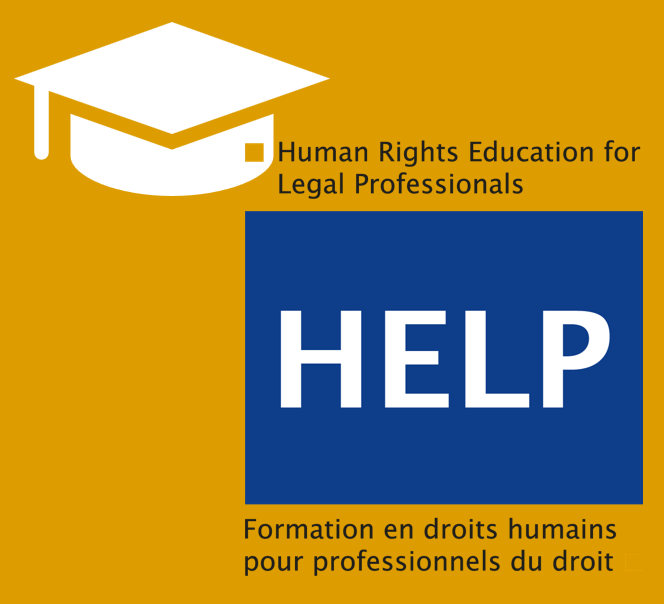 Human Rights Education for
Legal Professionals
HELP
Formation en droits humains
pour professionnels du droit